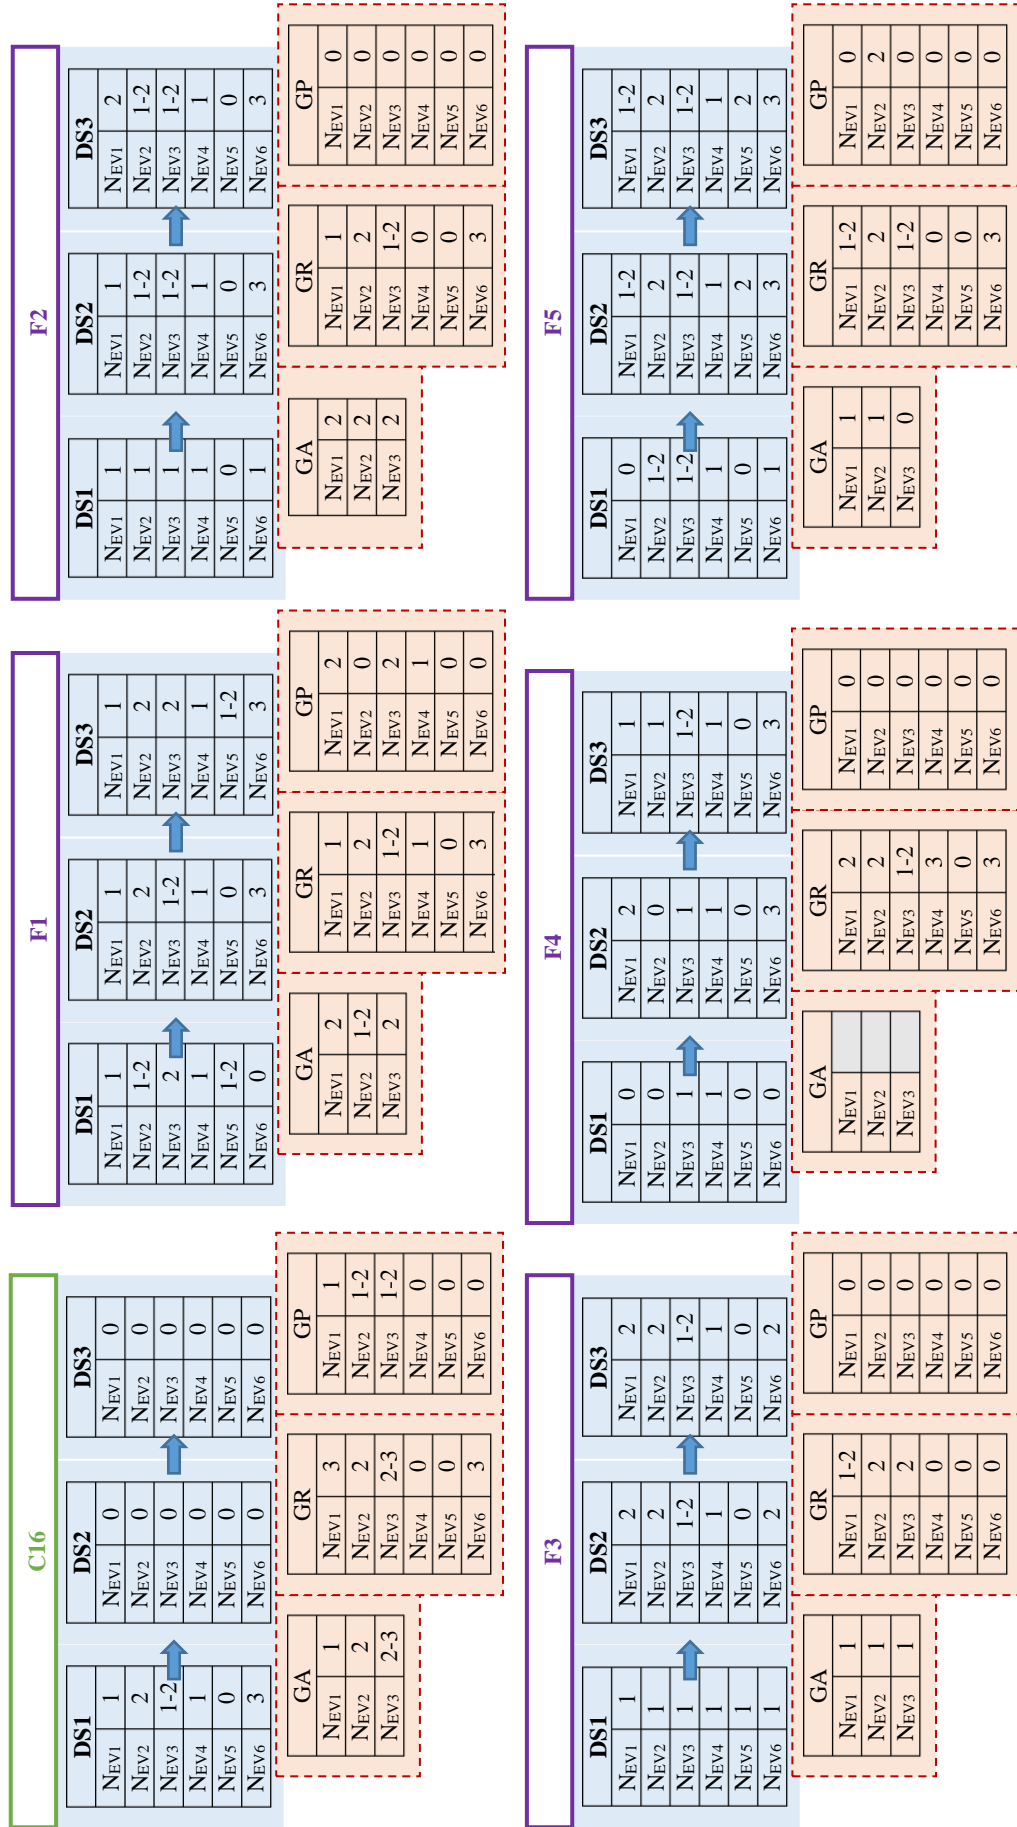 C16
DS1
NEV1 1
NEV2 2
NEV3 1-2
NEV4 1
NEV5 0
NEV6 3
DS2
NEV1 0
NEV2 0
NEV3 0
NEV4 0
NEV5 0
NEV6 0
DS3
NEV1 0
NEV2 0
NEV3 0
NEV4 0
NEV5 0
NEV6 0
GA
NEV1 1
NEV2 2
NEV3 2-3
GR
NEV1 3
NEV2 2
NEV3 2-3
NEV4 0
NEV5 0
NEV6 3
GP
NEV1 1
NEV2 1-2
NEV3 1-2
NEV4 0
NEV5 0
NEV6 0
F1
DS1
NEV1 1
NEV2 1-2
NEV3 2
NEV4 1
NEV5 1-2
NEV6 0
DS2
NEV1 1
NEV2 2
NEV3 1-2
NEV4 1
NEV5 0
NEV6 3
DS3
NEV1 1
NEV2 2
NEV3 2
NEV4 1
NEV5 1-2
NEV6 3
GA
NEV1 2
NEV2 1-2
NEV3 2
GR
NEV1 1
NEV2 2
NEV3 1-2
NEV4 1
NEV5 0
NEV6 3
GP
NEV1 2
NEV2 0
NEV3 2
NEV4 1
NEV5 0
NEV6 0
F2
DS1
NEV1 1
NEV2 1
NEV3 1
NEV4 1
NEV5 0
NEV6 1
DS2
NEV1 1
NEV2 1-2
NEV3 1-2
NEV4 1
NEV5 0
NEV6 3
DS3
NEV1 2
NEV2 1-2
NEV3 1-2
NEV4 1
NEV5 0
NEV6 3
GA
NEV1 2
NEV2 2
NEV3 2
GR
NEV1 1
NEV2 2
NEV3 1-2
NEV4 0
NEV5 0
NEV6 3
GP
NEV1 0
NEV2 0
NEV3 0
NEV4 0
NEV5 0
NEV6 0
F3
DS1
NEV1 1
NEV2 1
NEV3 1
NEV4 1
NEV5 1
NEV6 1
DS2
NEV1 2
NEV2 2
NEV3 1-2
NEV4 1
NEV5 0
NEV6 2
DS3
NEV1 2
NEV2 2
NEV3 1-2
NEV4 1
NEV5 0
NEV6 2
GA
NEV1 1
NEV2 1
NEV3 1
GR
NEV1 1-2
NEV2 2
NEV3 2
NEV4 0
NEV5 0
NEV6 0
GP
NEV1 0
NEV2 0
NEV3 0
NEV4 0
NEV5 0
NEV6 0
F4
DS1
NEV1 0
NEV2 0
NEV3 1
NEV4 1
NEV5 0
NEV6 0
DS2
NEV1 2
NEV2 0
NEV3 1
NEV4 1
NEV5 0
NEV6 3
DS3
NEV1 1
NEV2 1
NEV3 1-2
NEV4 1
NEV5 0
NEV6 3
GA
NEV1
NEV2
NEV3
GR
NEV1 2
NEV2 2
NEV3 1-2
NEV4 3
NEV5 0
NEV6 3
GP
NEV1 0
NEV2 0
NEV3 0
NEV4 0
NEV5 0
NEV6 0
F5
DS1
NEV1 0
NEV2 1-2
NEV3 1-2
NEV4 1
NEV5 0
NEV6 1
DS2
NEV1 1-2
NEV2 2
NEV3 1-2
NEV4 1
NEV5 2
NEV6 3
DS3
NEV1 1-2
NEV2 2
NEV3 1-2
NEV4 1
NEV5 2
NEV6 3
GA
NEV1 1
NEV2 1
NEV3 0
GR
NEV1 1-2
NEV2 2
NEV3 1-2
NEV4 0
NEV5 0
NEV6 3
GP
NEV1 0
NEV2 2
NEV3 0
NEV4 0
NEV5 0
NEV6 0